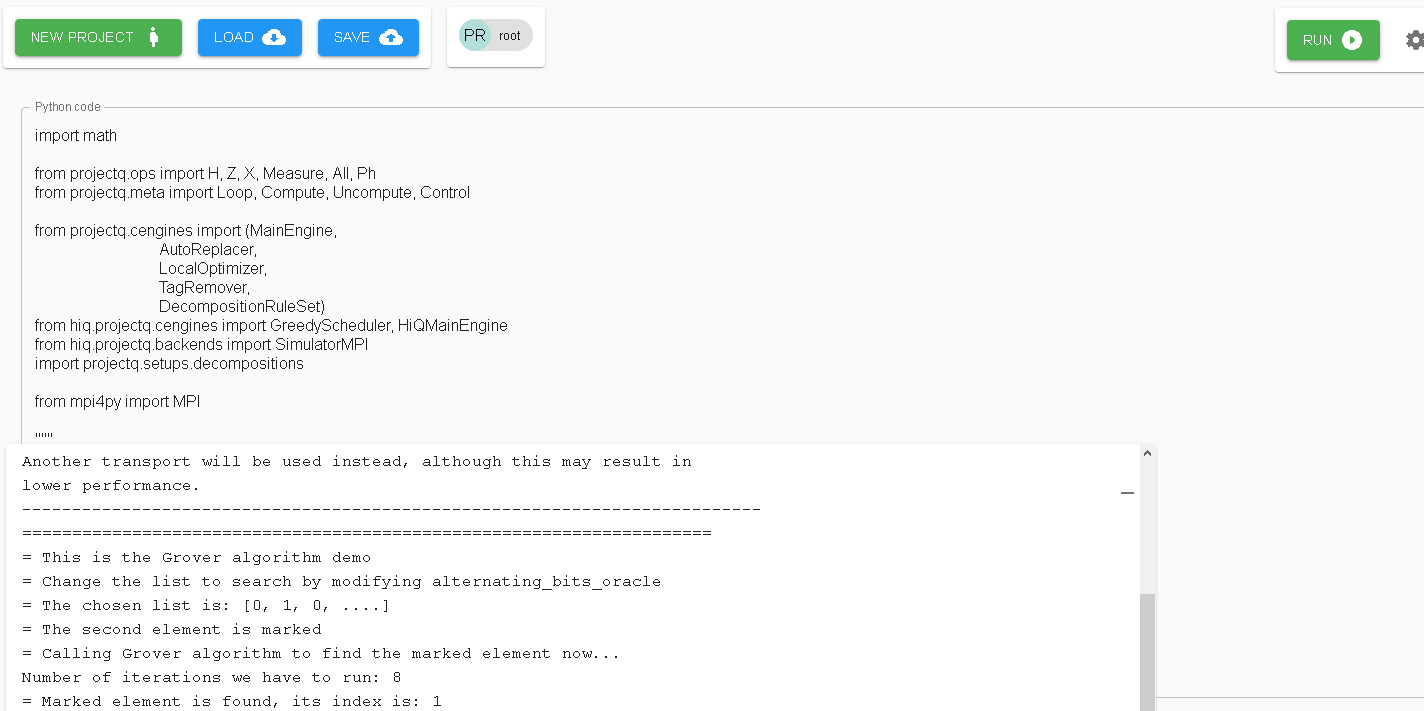 NEW PROJECT
LOAD
SAVE
PR root
RUN
Python code
import math
from projectq.ops import H, Z, X, Measure, All, Ph
from projectq.meta import Loop, Compute, Uncompute, Control
from projectq.cengines import (MainEngine,
AutoReplacer,
LocalOptimizer,
TagRemover,
DecompositionRuleSet)
from hiq.projectq.cengines import GreedyScheduler, HiQMainEngine
from hiq.projectq.backends import SimulatorMPI
import projectq.setups.decompositions
from mpi4py import MPI
"""
Another transport will be used instead, although this may result in
lower performance.
--------------------------------------------------------------------------
=====================================================================
= This is the Grover algorithm demo
= Change the list to search by modifying alternating_bits_oracle
= The chosen list is: [0, 1, 0, ....]
= The second element is marked
= Calling Grover algorithm to find the marked element now...
Number of iterations we have to run: 8
= Marked element is found, its index is: 1